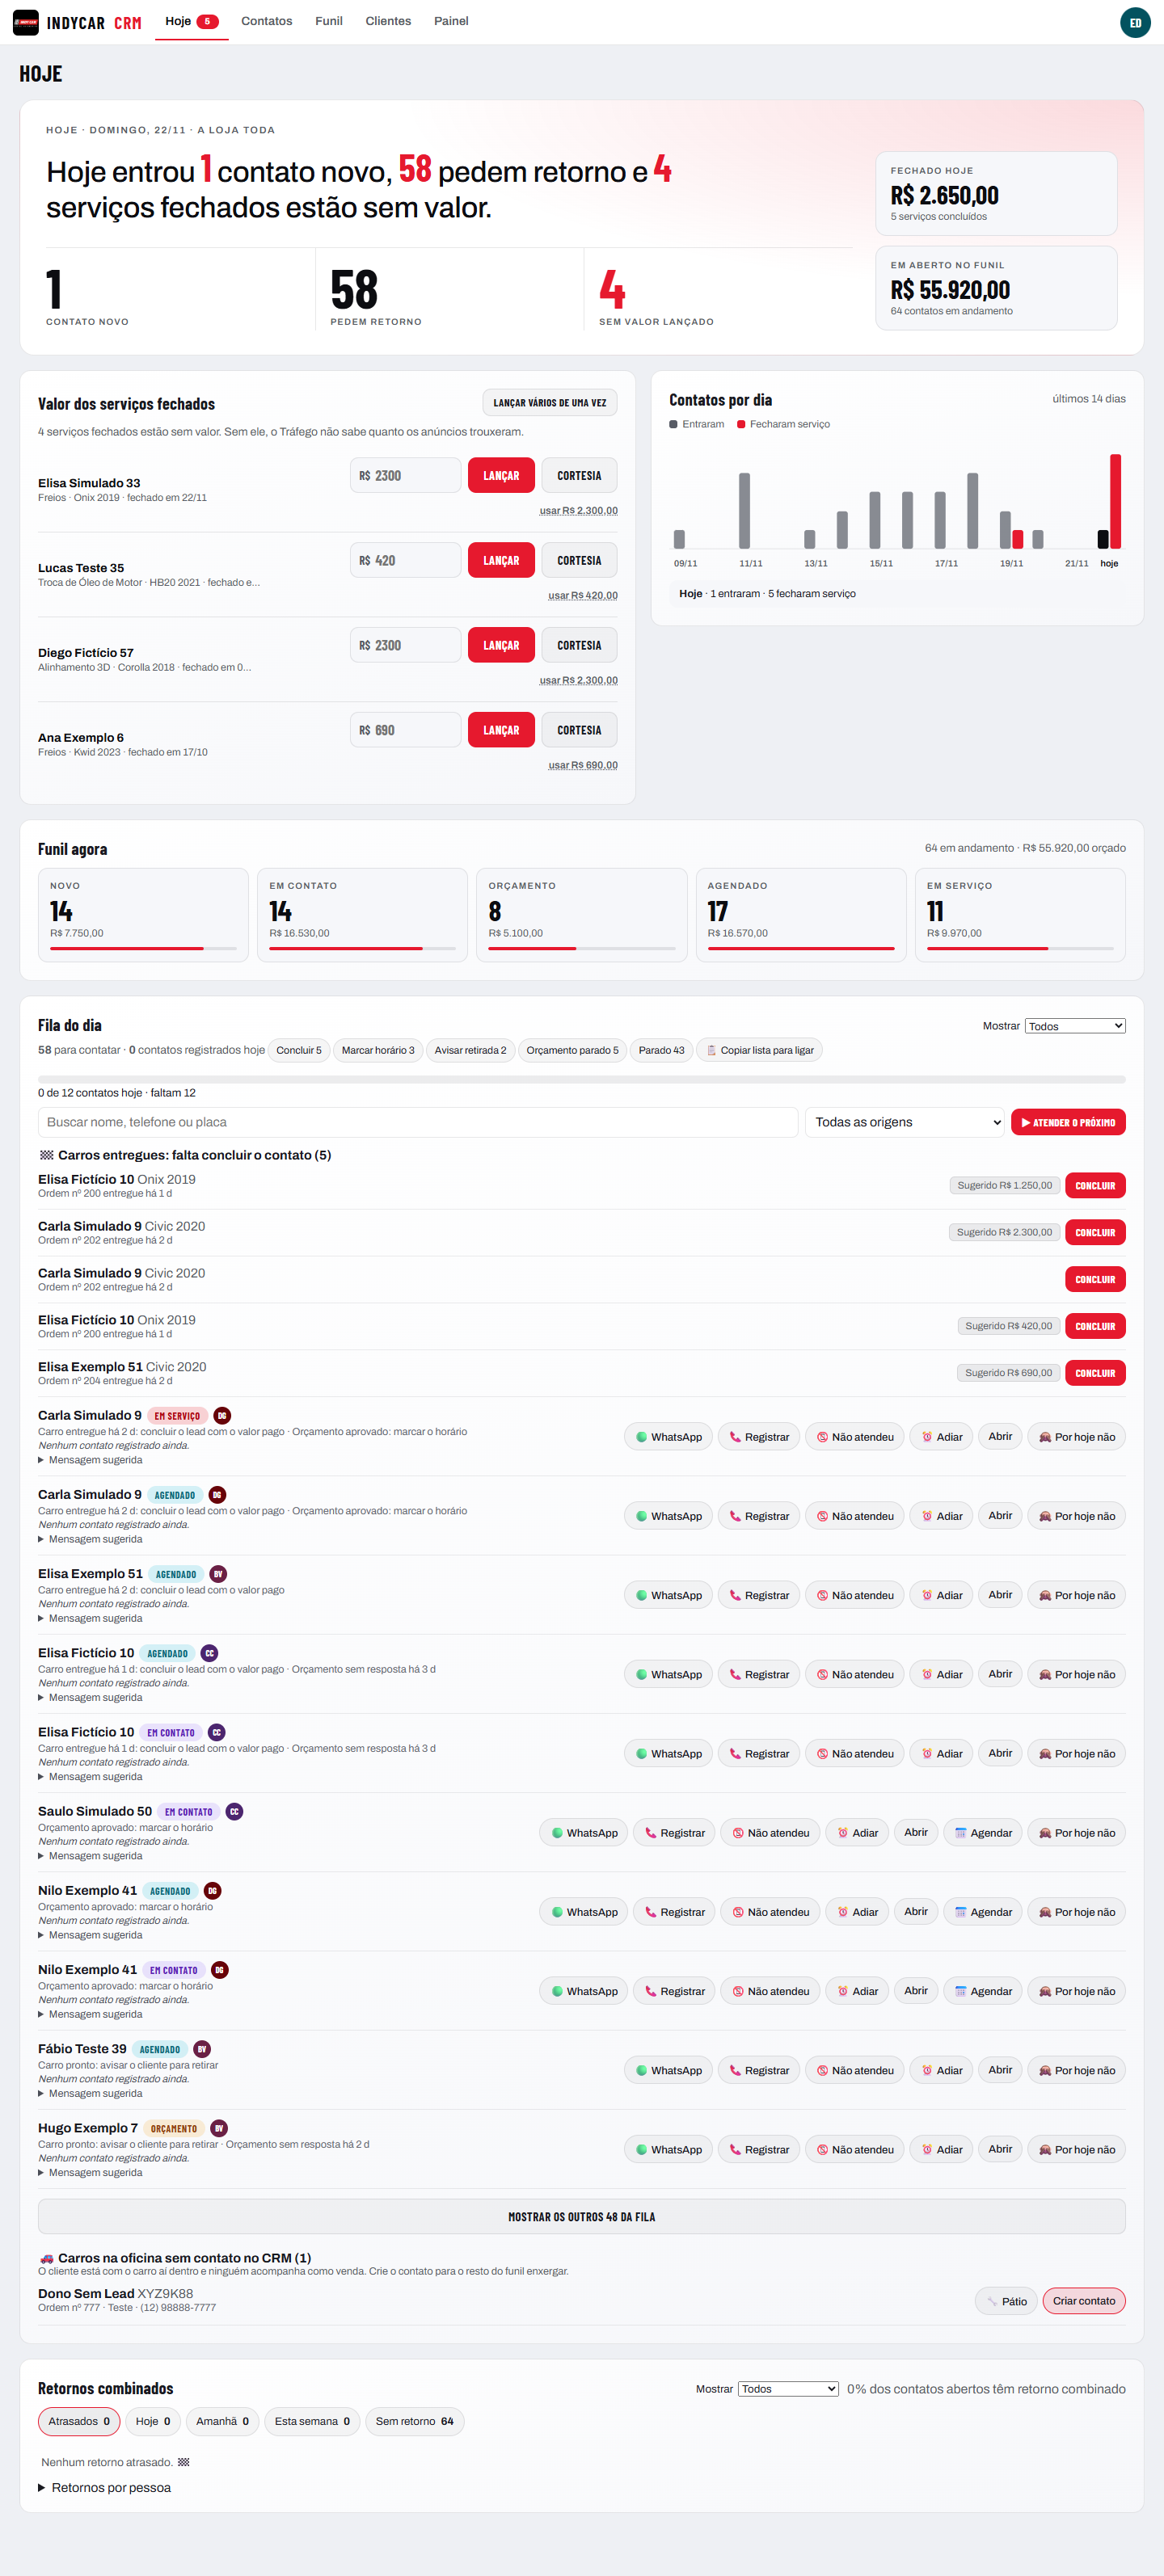 INDYCAR CRM
Hoje 5
Contatos
Funil
Clientes
Painel
ED
HOJE
HOJE · DOMINGO, 22/11 · A LOJA TODA
Hoje entrou 1 contato novo, 58 pedem retorno e 4
serviços fechados estão sem valor.
1
CONTATO NOVO
58
PEDEM RETORNO
4
SEM VALOR LANÇADO
FECHADO HOJE
R$ 2.650,00
5 serviços concluídos
EM ABERTO NO FUNIL
R$ 55.920,00
64 contatos em andamento
Valor dos serviços fechados
LANÇAR VÁRIOS DE UMA VEZ
4 serviços fechados estão sem valor. Sem ele, o Tráfego não sabe quanto os anúncios trouxeram.
Elisa Simulado 33
Freios · Onix 2019 · fechado em 22/11
R$ 2300
LANÇAR
CORTESIA
usar R$ 2.300,00
Lucas Teste 35
Troca de Óleo de Motor · HB20 2021 · fechado e...
R$ 420
LANÇAR
CORTESIA
usar R$ 420,00
Diego Fictício 57
Alinhamento 3D · Corolla 2018 · fechado em 0...
R$ 2300
LANÇAR
CORTESIA
usar R$ 2.300,00
Ana Exemplo 6
Freios · Kwid 2023 · fechado em 17/10
R$ 690
LANÇAR
CORTESIA
usar R$ 690,00
Contatos por dia
últimos 14 dias
Entraram
Fecharam serviço
09/11
11/11
13/11
15/11
17/11
19/11
21/11
hoje
Hoje · 1 entraram · 5 fecharam serviço
Funil agora
64 em andamento · R$ 55.920,00 orçado
NOVO
14
R$ 7.750,00
EM CONTATO
14
R$ 16.530,00
ORÇAMENTO
8
R$ 5.100,00
AGENDADO
17
R$ 16.570,00
EM SERVIÇO
11
R$ 9.970,00
Fila do dia
Mostrar Todos
58 para contatar · 0 contatos registrados hoje
Concluir 5
Marcar horário 3
Avisar retirada 2
Orçamento parado 5
Parado 43
Copiar lista para ligar
0 de 12 contatos hoje · faltam 12
Buscar nome, telefone ou placa
Todas as origens
▶ ATENDER O PRÓXIMO
Carros entregues: falta concluir o contato (5)
Elisa Fictício 10 Onix 2019
Ordem nº 200 entregue há 1 d
Sugerido R$ 1.250,00
CONCLUIR
Carla Simulado 9 Civic 2020
Ordem nº 202 entregue há 2 d
Sugerido R$ 2.300,00
CONCLUIR
Carla Simulado 9 Civic 2020
Ordem nº 202 entregue há 2 d
CONCLUIR
Elisa Fictício 10 Onix 2019
Ordem nº 200 entregue há 1 d
Sugerido R$ 420,00
CONCLUIR
Elisa Exemplo 51 Civic 2020
Ordem nº 204 entregue há 2 d
Sugerido R$ 690,00
CONCLUIR
Carla Simulado 9 EM SERVIÇO DG
Carro entregue há 2 d: concluir o lead com o valor pago · Orçamento aprovado: marcar o horário
Nenhum contato registrado ainda.
▶ Mensagem sugerida
WhatsApp Registrar Não atendeu Adiar Abrir Por hoje não
Carla Simulado 9 AGENDADO DG
Carro entregue há 2 d: concluir o lead com o valor pago · Orçamento aprovado: marcar o horário
Nenhum contato registrado ainda.
▶ Mensagem sugerida
WhatsApp Registrar Não atendeu Adiar Abrir Por hoje não
Elisa Exemplo 51 AGENDADO BV
Carro entregue há 2 d: concluir o lead com o valor pago
Nenhum contato registrado ainda.
▶ Mensagem sugerida
WhatsApp Registrar Não atendeu Adiar Abrir Por hoje não
Elisa Fictício 10 AGENDADO CC
Carro entregue há 1 d: concluir o lead com o valor pago · Orçamento sem resposta há 3 d
Nenhum contato registrado ainda.
▶ Mensagem sugerida
WhatsApp Registrar Não atendeu Adiar Abrir Por hoje não
Elisa Fictício 10 EM CONTATO CC
Carro entregue há 1 d: concluir o lead com o valor pago · Orçamento sem resposta há 3 d
Nenhum contato registrado ainda.
▶ Mensagem sugerida
WhatsApp Registrar Não atendeu Adiar Abrir Por hoje não
Saulo Simulado 50 EM CONTATO CC
Orçamento aprovado: marcar o horário
Nenhum contato registrado ainda.
▶ Mensagem sugerida
WhatsApp Registrar Não atendeu Adiar Abrir Agendar Por hoje não
Nilo Exemplo 41 AGENDADO DG
Orçamento aprovado: marcar o horário
Nenhum contato registrado ainda.
▶ Mensagem sugerida
WhatsApp Registrar Não atendeu Adiar Abrir Agendar Por hoje não
Nilo Exemplo 41 EM CONTATO DG
Orçamento aprovado: marcar o horário
Nenhum contato registrado ainda.
▶ Mensagem sugerida
WhatsApp Registrar Não atendeu Adiar Abrir Agendar Por hoje não
Fábio Teste 39 AGENDADO BV
Carro pronto: avisar o cliente para retirar
Nenhum contato registrado ainda.
▶ Mensagem sugerida
WhatsApp Registrar Não atendeu Adiar Abrir Por hoje não
Hugo Exemplo 7 ORÇAMENTO BV
Carro pronto: avisar o cliente para retirar · Orçamento sem resposta há 2 d
Nenhum contato registrado ainda.
▶ Mensagem sugerida
WhatsApp Registrar Não atendeu Adiar Abrir Por hoje não
MOSTRAR OS OUTROS 48 DA FILA
Carros na oficina sem contato no CRM (1)
O cliente está com o carro aí dentro e ninguém acompanha como venda. Crie o contato para o resto do funil enxergar.
Dono Sem Lead XYZ9K88
Ordem nº 777 · Teste · (12) 98888-7777
Pátio
Criar contato
Retornos combinados
Mostrar Todos
0% dos contatos abertos têm retorno combinado
Atrasados 0
Hoje 0
Amanhã 0
Esta semana 0
Sem retorno 64
Nenhum retorno atrasado.
▶ Retornos por pessoa